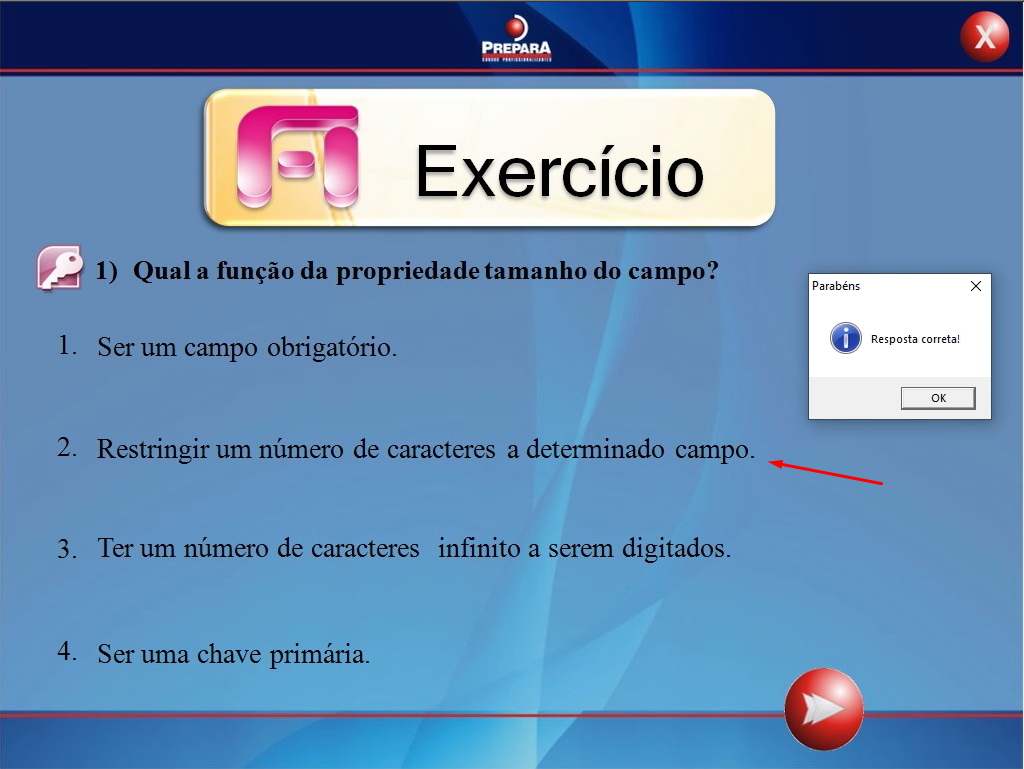 PREPARA
CURSOS PROFISSIONALIZANTES
X
Exercício
1) Qual a função da propriedade tamanho do campo?
Parabéns
Resposta correta!
OK
1. Ser um campo obrigatório.
2. Restringir um número de caracteres a determinado campo.
3. Ter um número de caracteres infinito a serem digitados.
4. Ser uma chave primária.